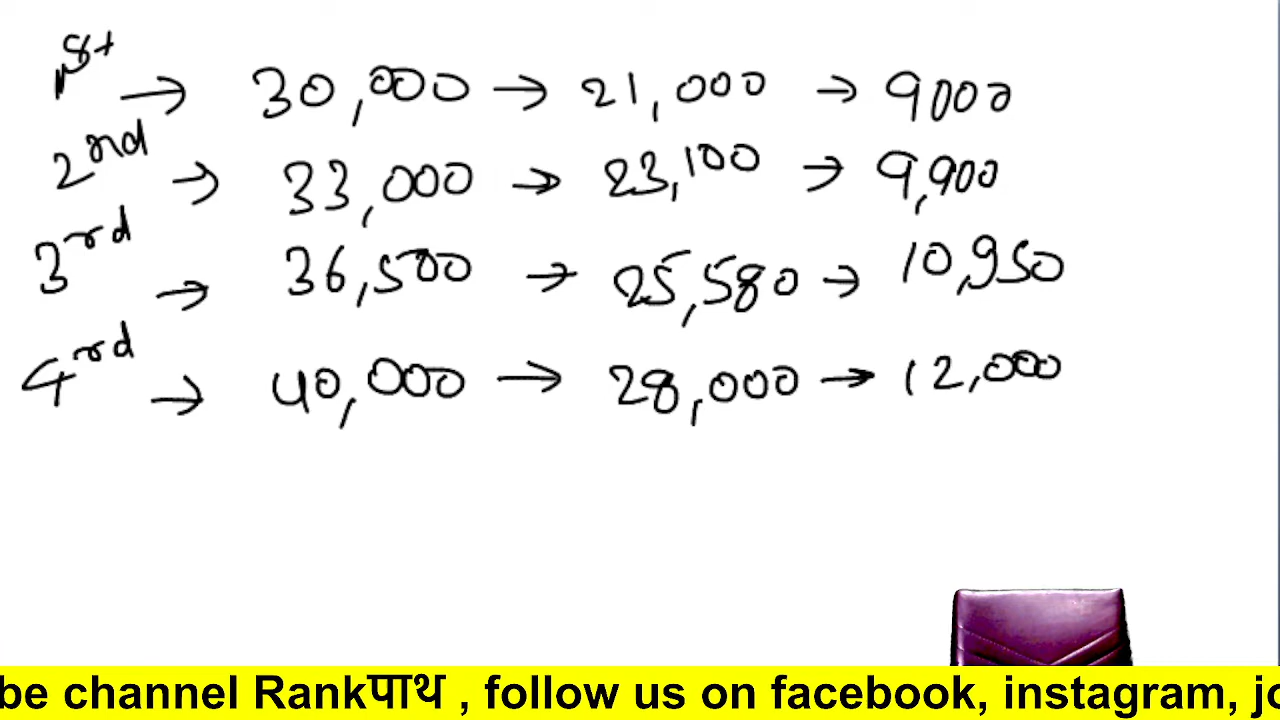 1st → 30,000 → 21,000 → 9000
2nd → 33,000 → 23,100 → 9,900
3rd → 36,500 → 25,580 → 10,950
4rd → 40,000 → 28,000 → 12,000
be channel Rankपाथ , follow us on facebook, instagram, jo